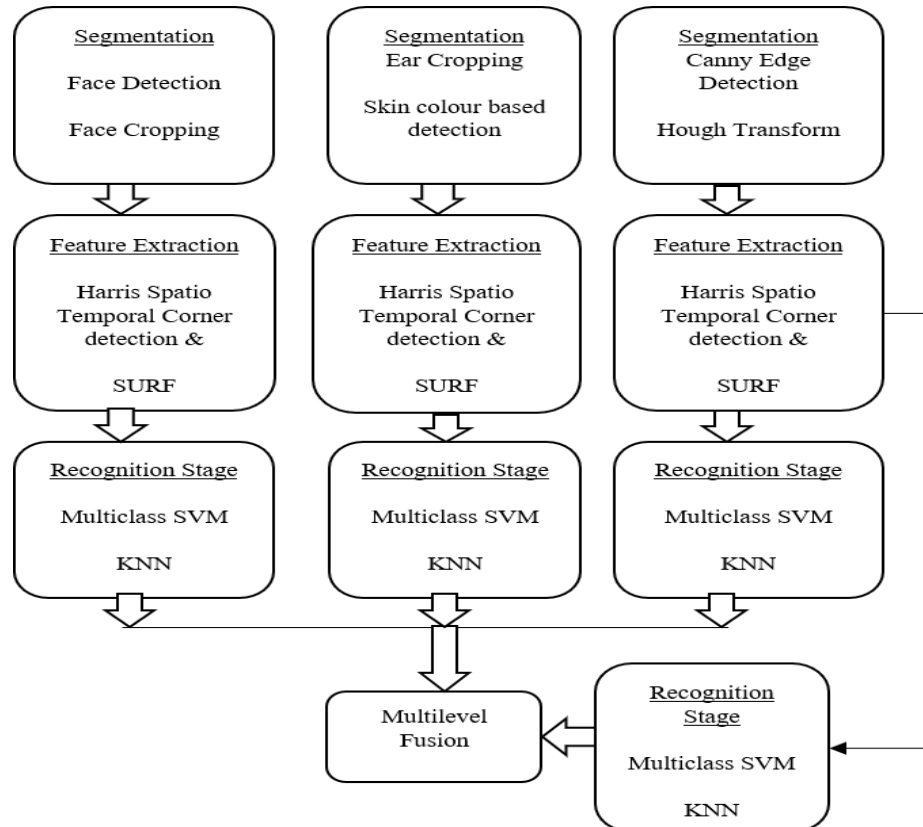 Segmentation
Face Detection
Face Cropping
Segmentation
Ear Cropping
Skin colour based
detection
Segmentation
Canny Edge
Detection
Hough Transform
Feature Extraction
Harris Spatio
Temporal Corner
detection &
SURF
Feature Extraction
Harris Spatio
Temporal Corner
detection &
SURF
Feature Extraction
Harris Spatio
Temporal Corner
detection &
SURF
Recognition Stage
Multiclass SVM
KNN
Recognition Stage
Multiclass SVM
KNN
Recognition Stage
Multiclass SVM
KNN
Multilevel
Fusion
Recognition
Stage
Multiclass SVM
KNN